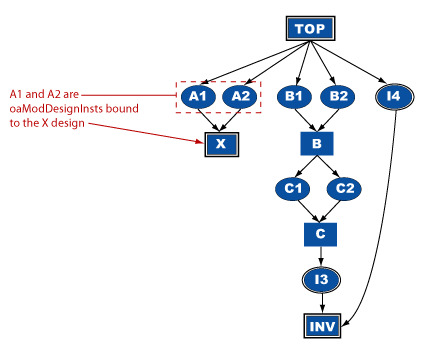 TOP
A1 A2 B1 B2 I4
A1 and A2 are
oaModDesignInsts bound
to the X design
X B
C1 C2
C
I3
INV